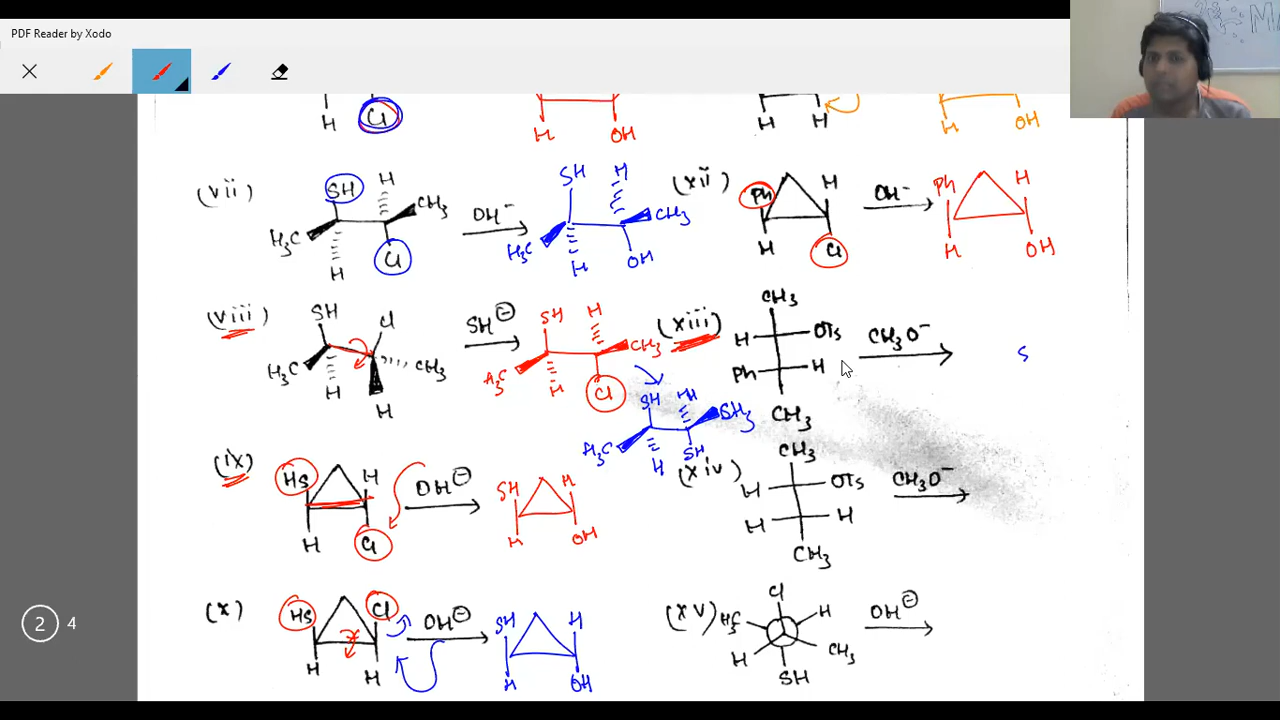 PDF Reader by Xodo
H Cl H OH H H H OH
(vii) SH H H₃C H CH₃ Cl OH⁻ SH H H₃C H CH₃ OH
(xii) Ph H H Cl OH⁻ Ph H H OH
(viii) SH Cl H₃C H CH₃ H SH⊖ SH H H₃C H CH₃ Cl
SH H H₃C H SH
(xiii) CH₃ H OTs Ph H CH₃ CH₃O⁻ S
(ix) HS H H Cl OH⊖ SH H H OH
(xiv) CH₃ H OTs H H CH₃ CH₃O⁻
(x) HS Cl H H OH⊖ SH H H OH
(xv) Cl H₃C H H CH₃ SH OH⊖
2 4